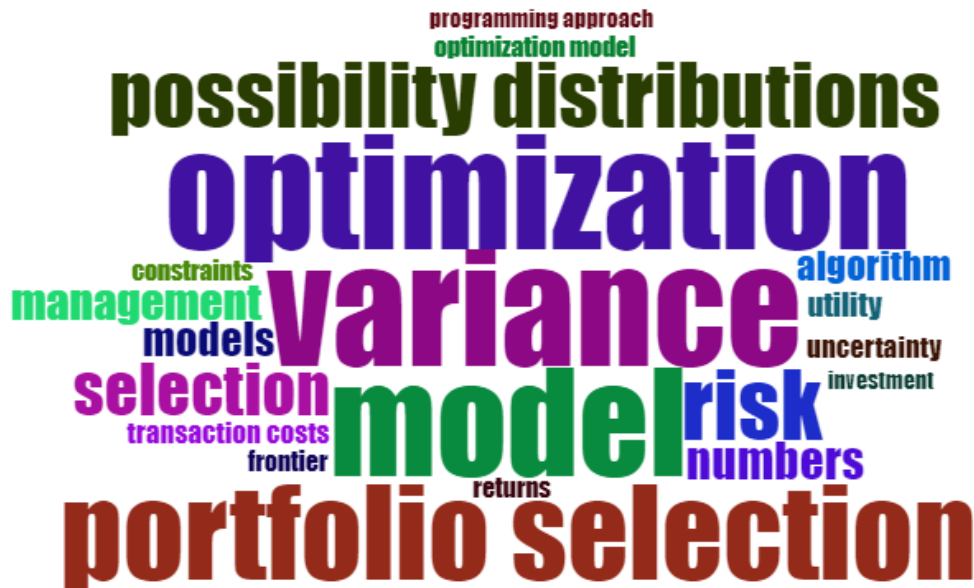 programming approach
optimization model
possibility distributions
optimization
constraints
variance
algorithm
management
utility
models
uncertainty
selection
model
risk
investment
transaction costs
frontier
numbers
returns
portfolio selection